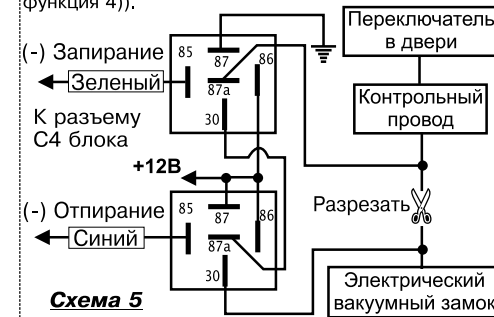 функция 4)).
Переключатель
в двери
(-) Запирание
85
87
86
Зеленый
87a
Контрольный
провод
К разъему
С4 блока
30
+12В
(-) Отпирание
85
87
86
Разрезать
Синий
87a
30
Электрический
вакуумный замок
Схема 5